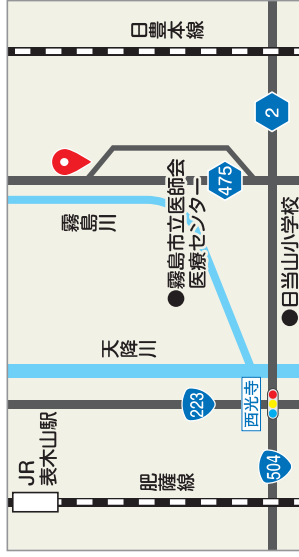 日豊本線
2
475
霧島川
霧島市立医師会
医療センター
日当山小学校
天降川
223
西光寺
504
JR
表木山駅
肥薩線